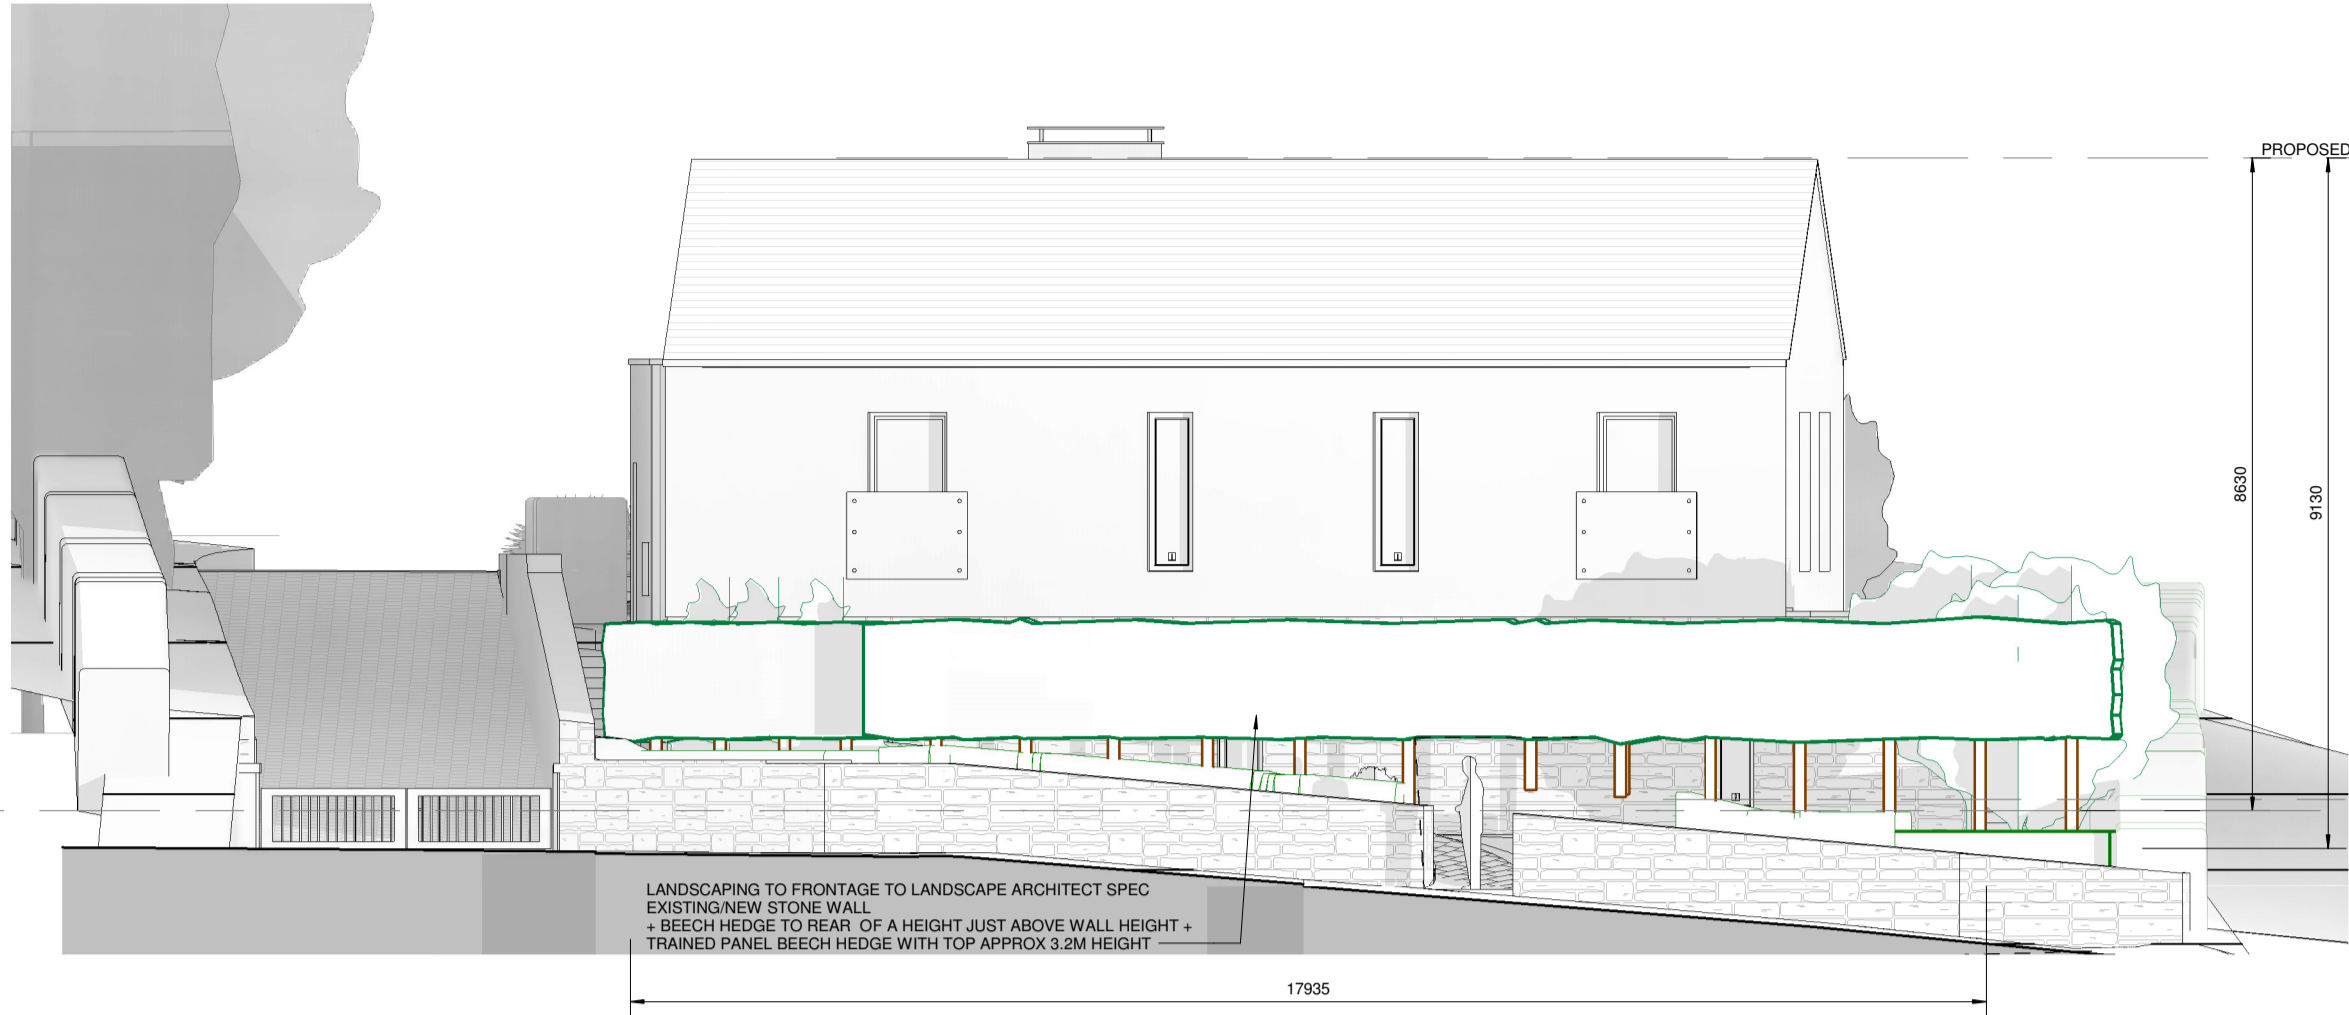 PROPOSED
8630
9130
LANDSCAPING TO FRONTAGE TO LANDSCAPE ARCHITECT SPEC
EXISTING/NEW STONE WALL
+ BEECH HEDGE TO REAR OF A HEIGHT JUST ABOVE WALL HEIGHT +
TRAINED PANEL BEECH HEDGE WITH TOP APPROX 3.2M HEIGHT
17935